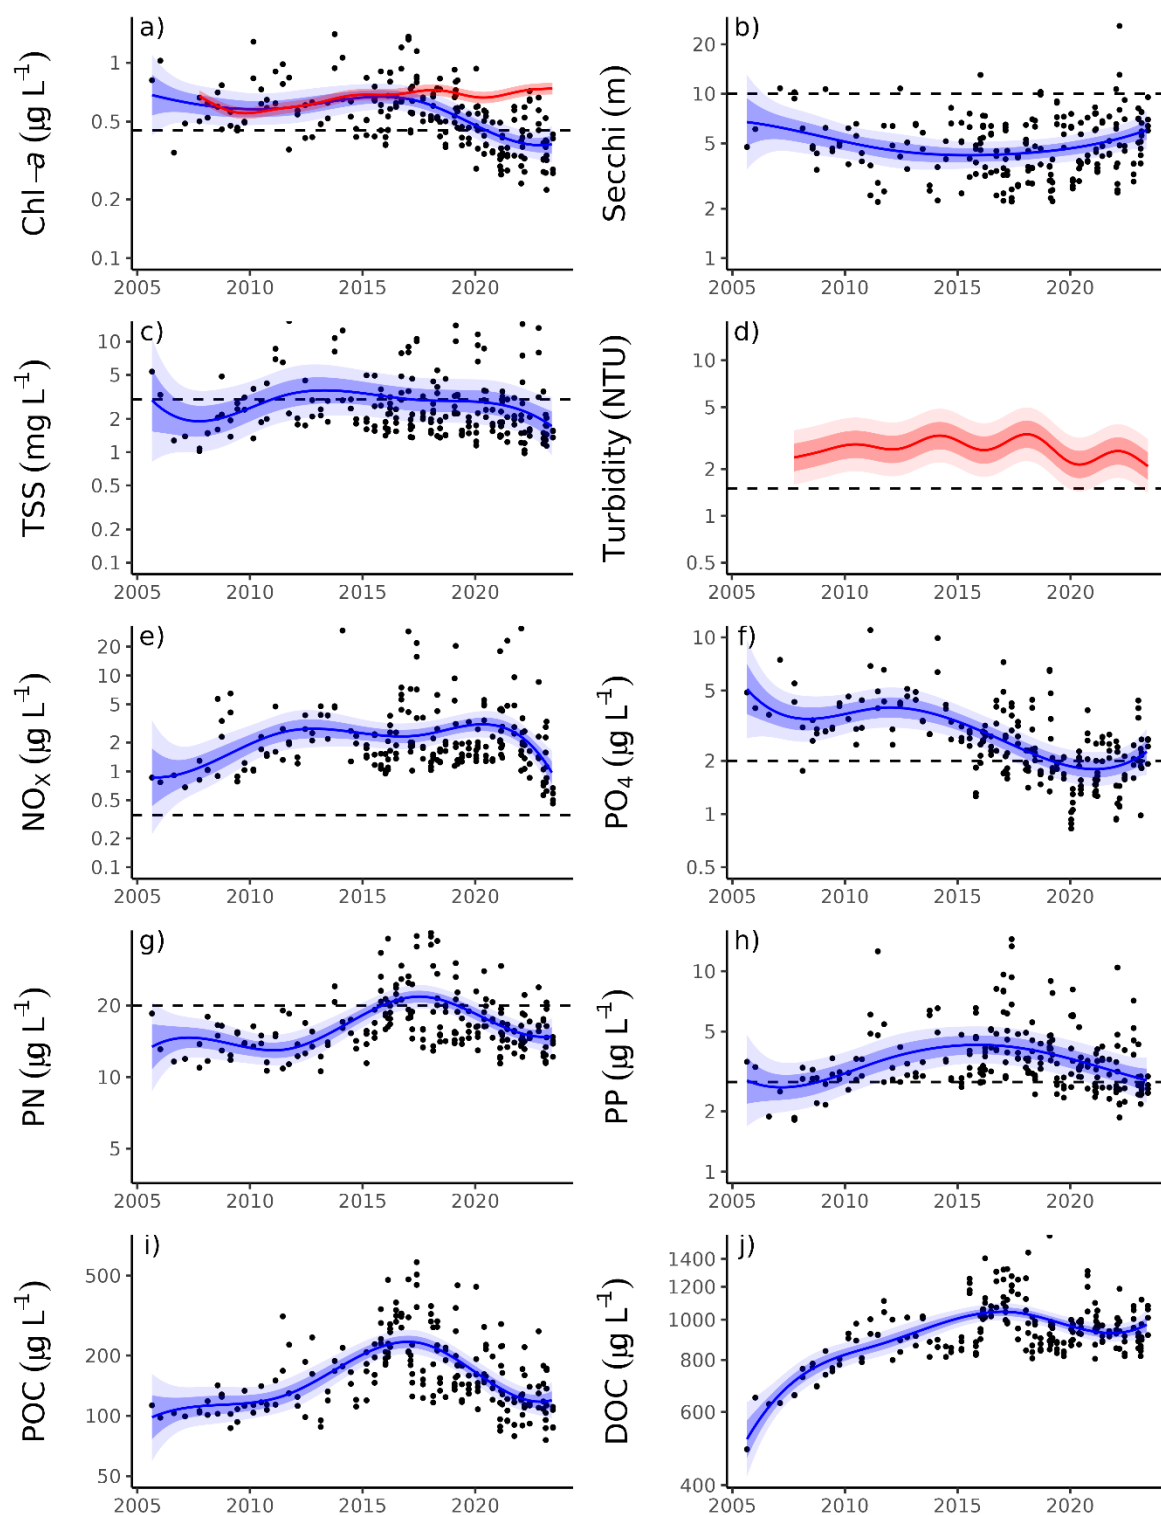 a)
Chl−a (µg L−1)
1
0.5
0.2
0.1
2005 2010 2015 2020
b)
Secchi (m)
20
10
5
2
1
2005 2010 2015 2020
c)
TSS (mg L−1)
10
5
2
1
0.5
0.2
0.1
2005 2010 2015 2020
d)
Turbidity (NTU)
10
5
2
1
0.5
2005 2010 2015 2020
e)
NOX (µg L−1)
20
10
5
2
1
0.5
0.2
0.1
2005 2010 2015 2020
f)
PO4 (µg L−1)
10
5
2
1
0.5
2005 2010 2015 2020
g)
PN (µg L−1)
20
10
5
2005 2010 2015 2020
h)
PP (µg L−1)
10
5
2
1
2005 2010 2015 2020
i)
POC (µg L−1)
500
200
100
50
2005 2010 2015 2020
j)
DOC (µg L−1)
1400
1200
1000
800
600
400
2005 2010 2015 2020